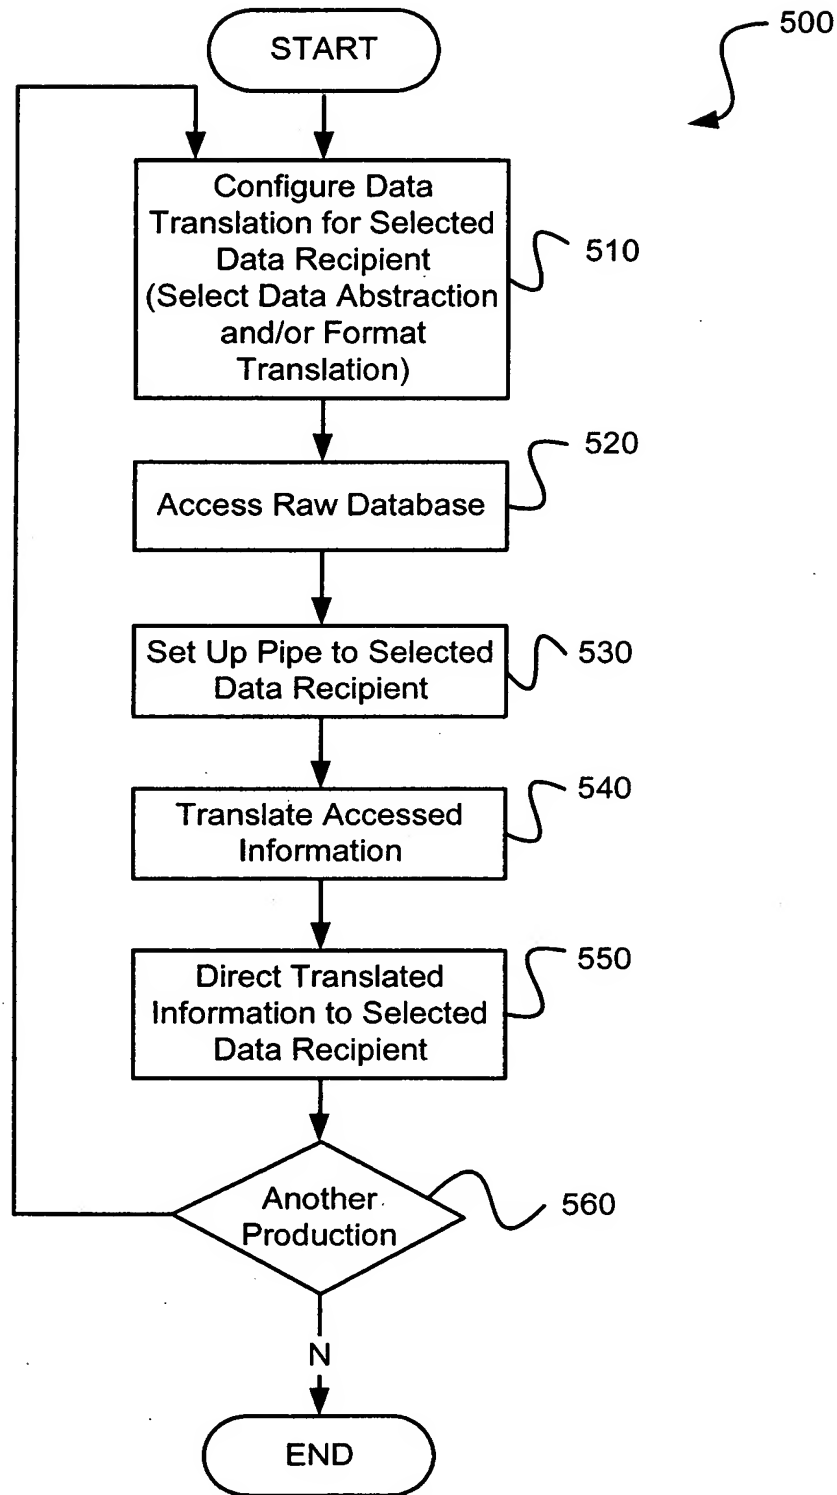 500
START
Configure Data
Translation for Selected
Data Recipient
(Select Data Abstraction
and/or Format
Translation)
510
520
Access Raw Database
Set Up Pipe to Selected
Data Recipient
530
540
Translate Accessed
Information
550
Direct Translated
Information to Selected
Data Recipient
Another
Production
560
N
END